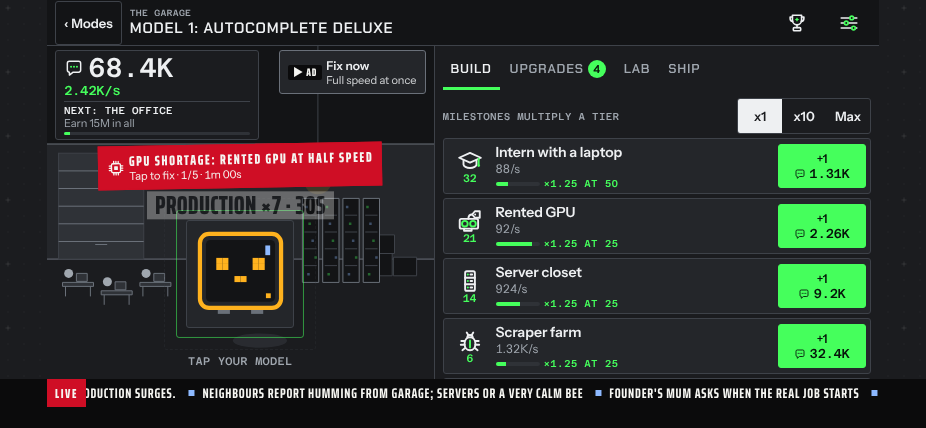 ‹ Modes
THE GARAGE
MODEL 1: AUTOCOMPLETE DELUXE
68.4K
2.42K/s
NEXT: THE OFFICE
Earn 15M in all
AD
Fix now
Full speed at once
GPU SHORTAGE: RENTED GPU AT HALF SPEED
Tap to fix · 1/5 · 1m 00s
PRODUCTION ×7 · 30S
TAP YOUR MODEL
BUILD
UPGRADES 4
LAB
SHIP
MILESTONES MULTIPLY A TIER
x1
x10
Max
Intern with a laptop
88/s
32
×1.25 AT 50
+1
1.31K
Rented GPU
92/s
21
×1.25 AT 25
+1
2.26K
Server closet
924/s
14
×1.25 AT 25
+1
9.2K
Scraper farm
1.32K/s
6
×1.25 AT 25
+1
32.4K
LIVE ODUCTION SURGES. NEIGHBOURS REPORT HUMMING FROM GARAGE; SERVERS OR A VERY CALM BEE FOUNDER'S MUM ASKS WHEN THE REAL JOB STARTS